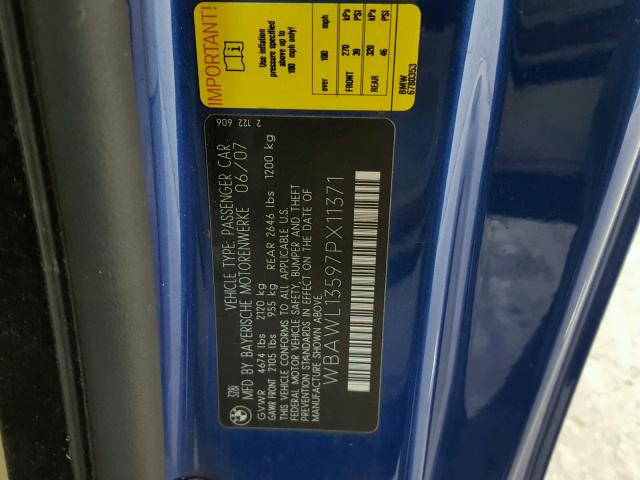 IMPORTANT!
Use inflation
pressure specified
above up to
100 mph only!
mph
over 100
kPa PSI
FRONT 270 39
kPa PSI
REAR 320 46
BMW
6780353
2 122 606
VEHICLE TYPE: PASSENGER CAR
MFD BY BAYERISCHE MOTORENWERKE 06/07
GVWR 4674 lbs 2120 kg
GAWR FRONT 2105 lbs 955 kg REAR 2646 lbs 1200 kg
THIS VEHICLE CONFORMS TO ALL APPLICABLE U.S.
FEDERAL MOTOR VEHICLE SAFETY, BUMPER AND THEFT
PREVENTION STANDARDS IN EFFECT ON THE DATE OF
MANUFACTURE SHOWN ABOVE.
WBAWL13597PX11371